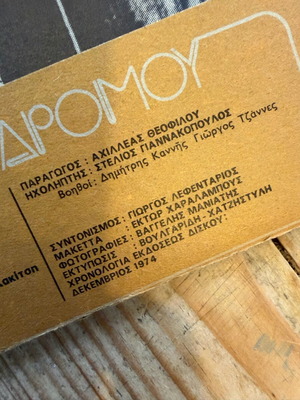 ΔΡΟΜΟΥ
ΠΑΡΑΓΩΓΟΣ : ΑΧΙΛΛΕΑΣ ΘΕΟΦΙΛΟΥ
ΗΧΟΛΗΠΤΗΣ : ΣΤΕΛΙΟΣ ΓΙΑΝΝΑΚΟΠΟΥΛΟΣ
Βοηθοί: Δημήτρης Καννής Γιώργος Τζάννες
ΣΥΝΤΟΝΙΣΜΟΣ: ΓΙΩΡΓΟΣ ΛΕΦΕΝΤΑΡΙΟΣ
ΜΑΚΕΤΤΑ : ΕΚΤΩΡ ΧΑΡΑΛΑΜΠΟΥΣ
ΦΩΤΟΓΡΑΦΙΕΣ : ΒΑΓΓΕΛΗΣ ΜΑΝΙΑΤΗΣ
ΕΚΤΥΠΩΣΙΣ : ΒΟΥΛΓΑΡΙΔΗ - ΧΑΤΖΗΣΤΥΛΗ
ΧΡΟΝΟΛΟΓΙΑ ΕΚΔΟΣΕΩΣ ΔΙΣΚΟΥ :
ΔΕΚΕΜΒΡΙΟΣ 1974